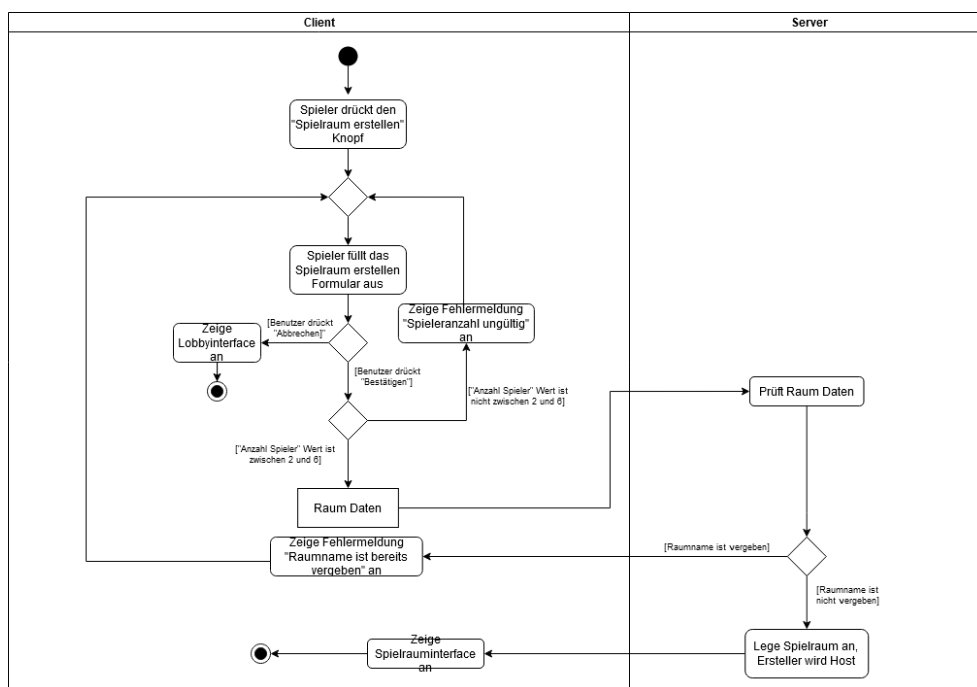 Client
Server
Spieler drückt den
"Spielraum erstellen"
Knopf
Spieler füllt das
Spielraum erstellen
Formular aus
Zeige Fehlermeldung
"Spieleranzahl ungültig"
an
[Benutzer drückt
"Abbrechen]"
Zeige
Lobbyinterface
an
[Benutzer drückt
"Bestätigen"]
["Anzahl Spieler" Wert ist
nicht zwischen 2 und 6]
Prüft Raum Daten
["Anzahl Spieler" Wert ist
zwischen 2 und 6]
Raum Daten
Zeige Fehlermeldung
"Raumname ist bereits
vergeben" an
[Raumname ist vergeben]
[Raumname ist
nicht vergeben]
Zeige
Spielrauminterface
an
Lege Spielraum an,
Ersteller wird Host